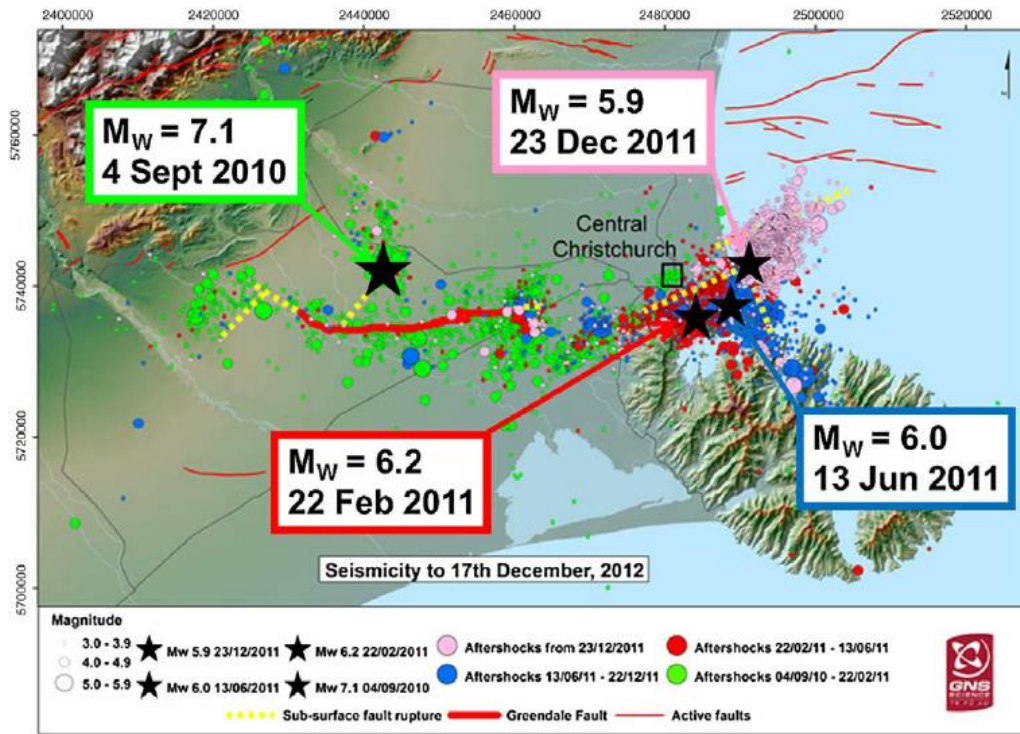 2400000 2420000 2440000 2460000 2480000 2500000 2520000
5760000
5740000
5720000
5700000
M_W = 7.1
4 Sept 2010
M_W = 5.9
23 Dec 2011
Central
Christchurch
M_W = 6.2
22 Feb 2011
M_W = 6.0
13 Jun 2011
Seismicity to 17th December, 2012
Magnitude
3.0 - 3.9
4.0 - 4.9
5.0 - 5.9
Mw 5.9 23/12/2011
Mw 6.0 13/06/2011
Mw 6.2 22/02/2011
Mw 7.1 04/09/2010
Aftershocks from 23/12/2011
Aftershocks 13/06/11 - 22/12/11
Aftershocks 22/02/11 - 13/06/11
Aftershocks 04/09/10 - 22/02/11
Sub-surface fault rupture
Greendale Fault
Active faults
GNS
SCIENCE